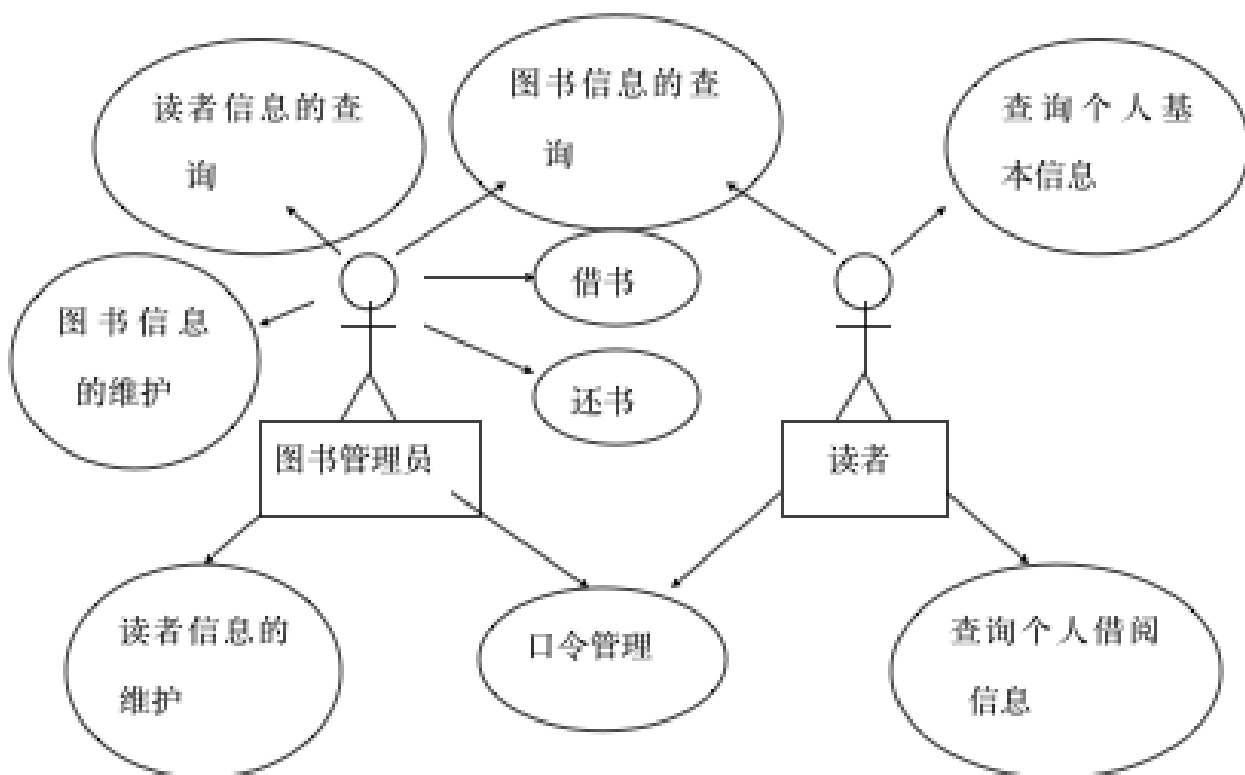 读者信息的查
询
图书信息的查
询
查询个人基
本信息
图书信息
的维护
借书
还书
图书管理员
读者
读者信息的
维护
口令管理
查询个人借阅
信息